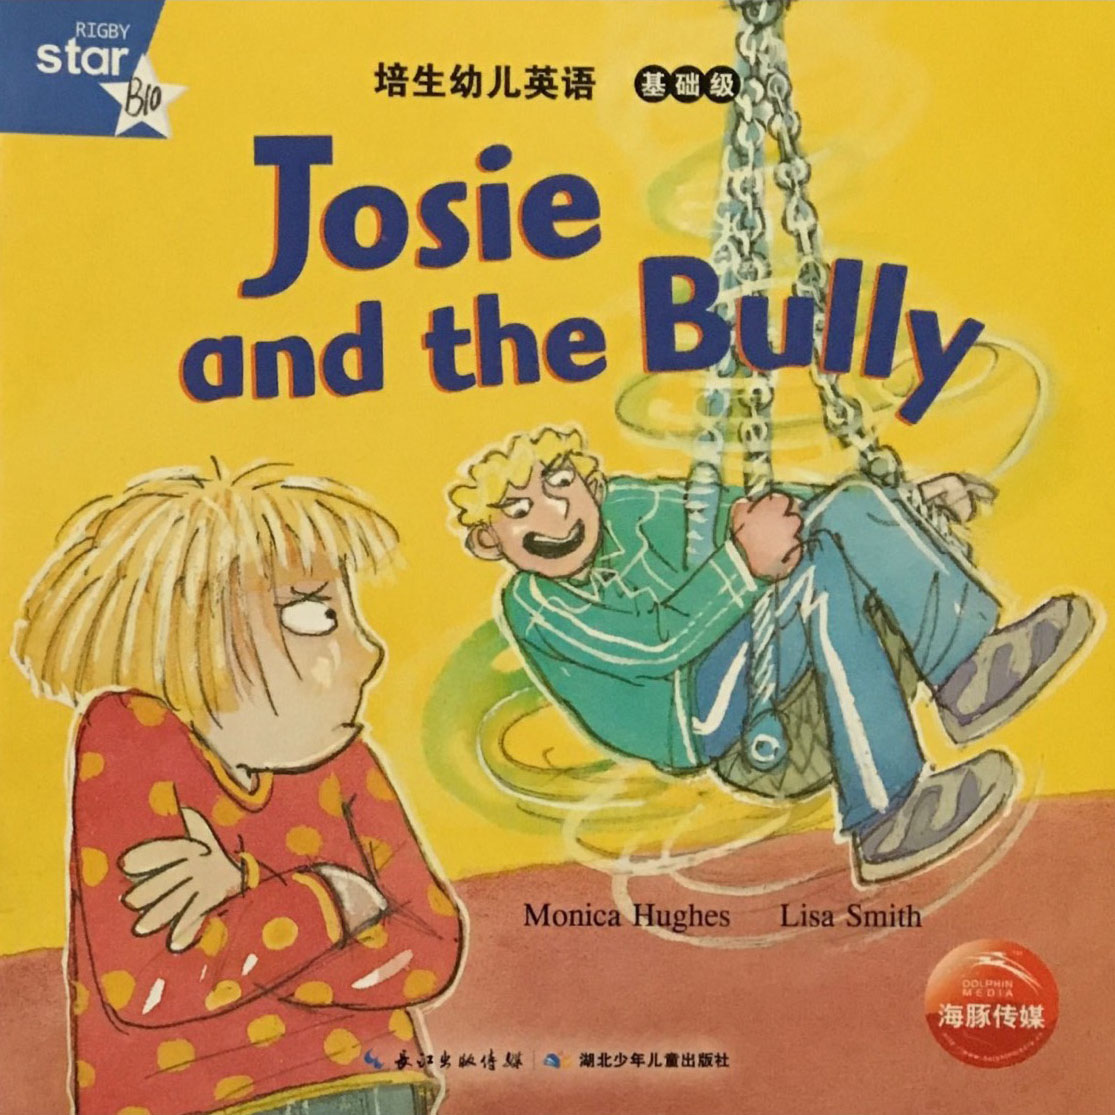 RIGBY
star
B10
培生幼儿英语 基础级
Josie
and the Bully
Monica Hughes Lisa Smith
DOLPHIN
MEDIA
海豚传媒
长江出版传媒 湖北少年儿童出版社